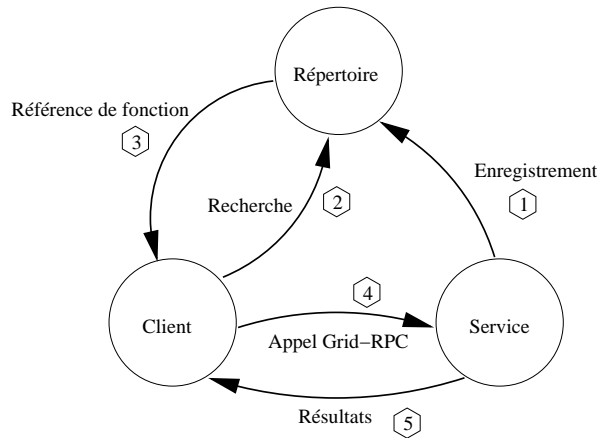 Répertoire
Référence de fonction
3
Enregistrement
1
Recherche
2
Client
4
Appel Grid−RPC
Service
Résultats
5